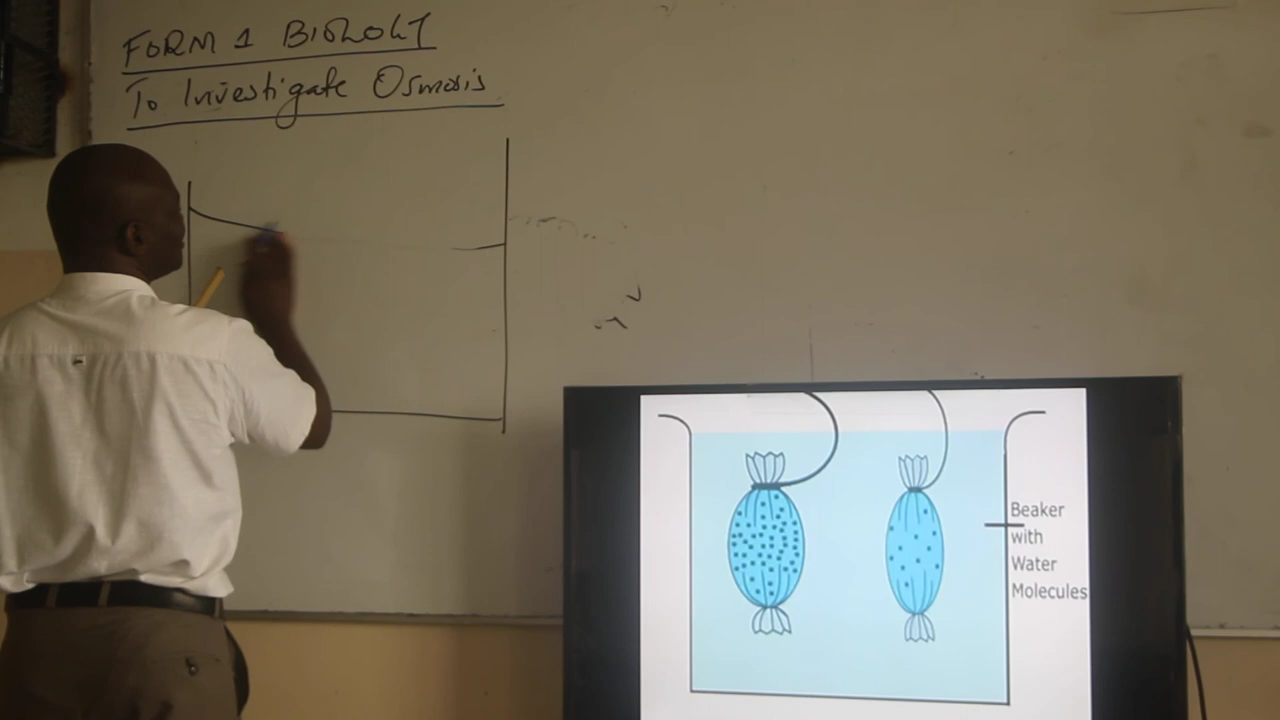 FORM 1 BIOLOGY
To Investigate Osmosis
Beaker
with
Water
Molecules